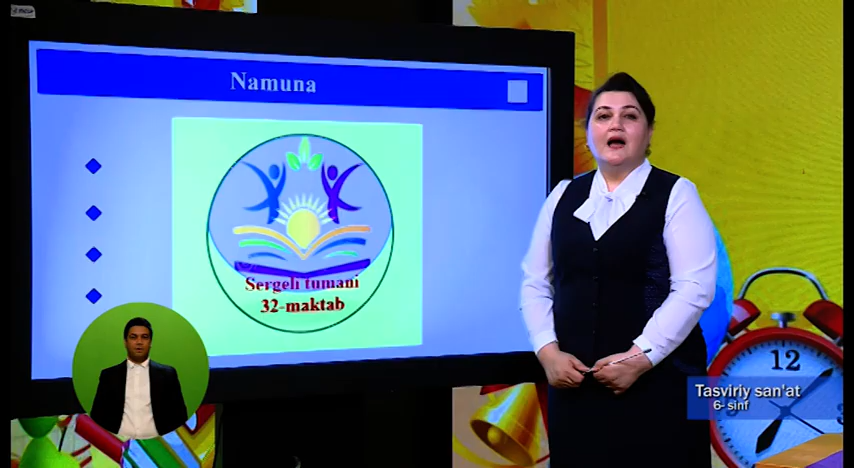 Namuna
Sergeli tumani
32-maktab
12
Tasviriy san'at
6- sinf